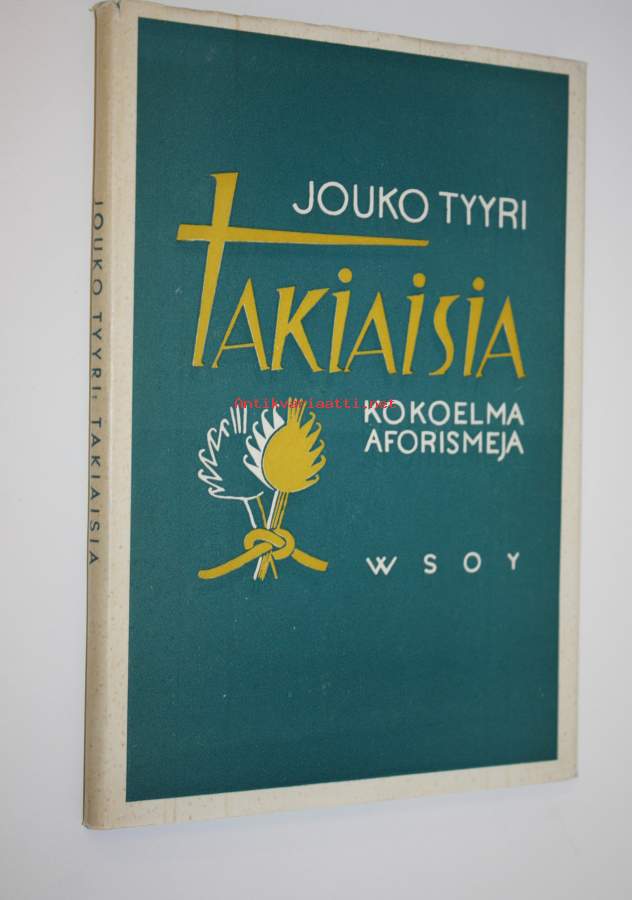 JOUKO TYYRI
TAKIAISIA
Antikvariaatti.net
KOKOELMA
AFORISMEJA
WSOY
JOUKO TYYRI, TAKIAISIA